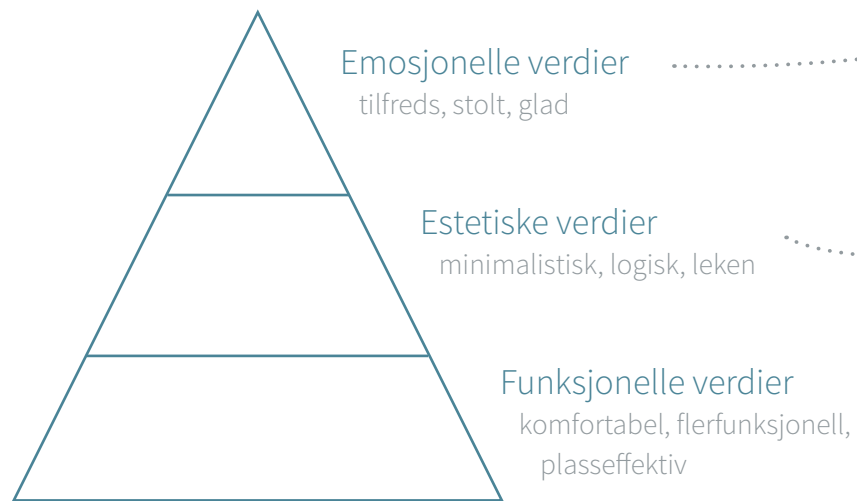 Emosjonelle verdier
tilfreds, stolt, glad
Estetiske verdier
minimalistisk, logisk, leken
Funksjonelle verdier
komfortabel, flerfunksjonell,
plasseffektiv